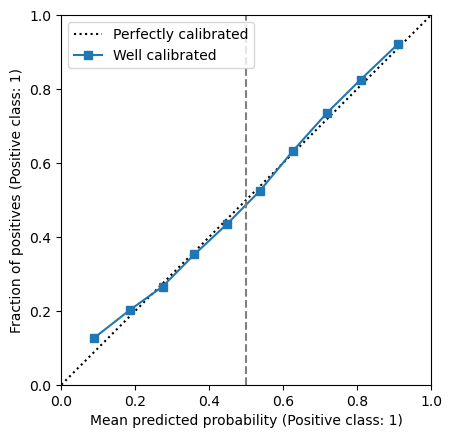 Perfectly calibrated
Well calibrated
Fraction of positives (Positive class: 1)
1.0
0.8
0.6
0.4
0.2
0.0
0.0 0.2 0.4 0.6 0.8 1.0
Mean predicted probability (Positive class: 1)